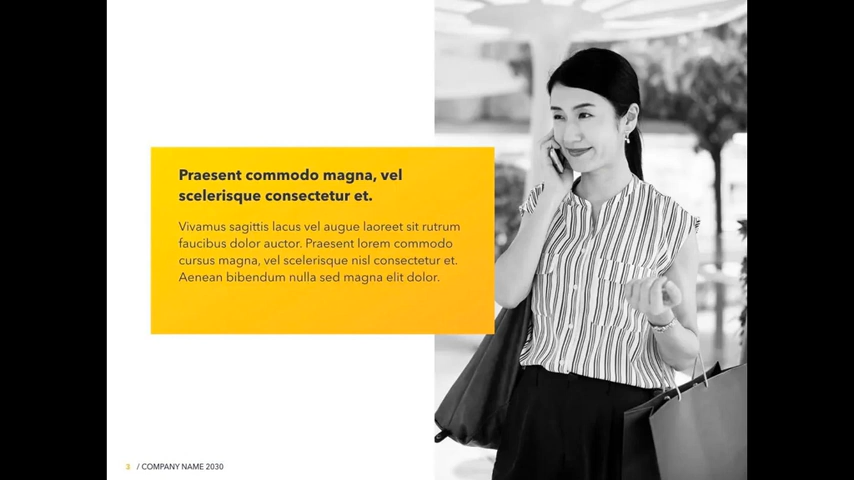 Praesent commodo magna, vel
scelerisque consectetur et.
Vivamus sagittis lacus vel augue laoreet sit rutrum
faucibus dolor auctor. Praesent lorem commodo
cursus magna, vel scelerisque nisl consectetur et.
Aenean bibendum nulla sed magna elit dolor.
3 / COMPANY NAME 2030